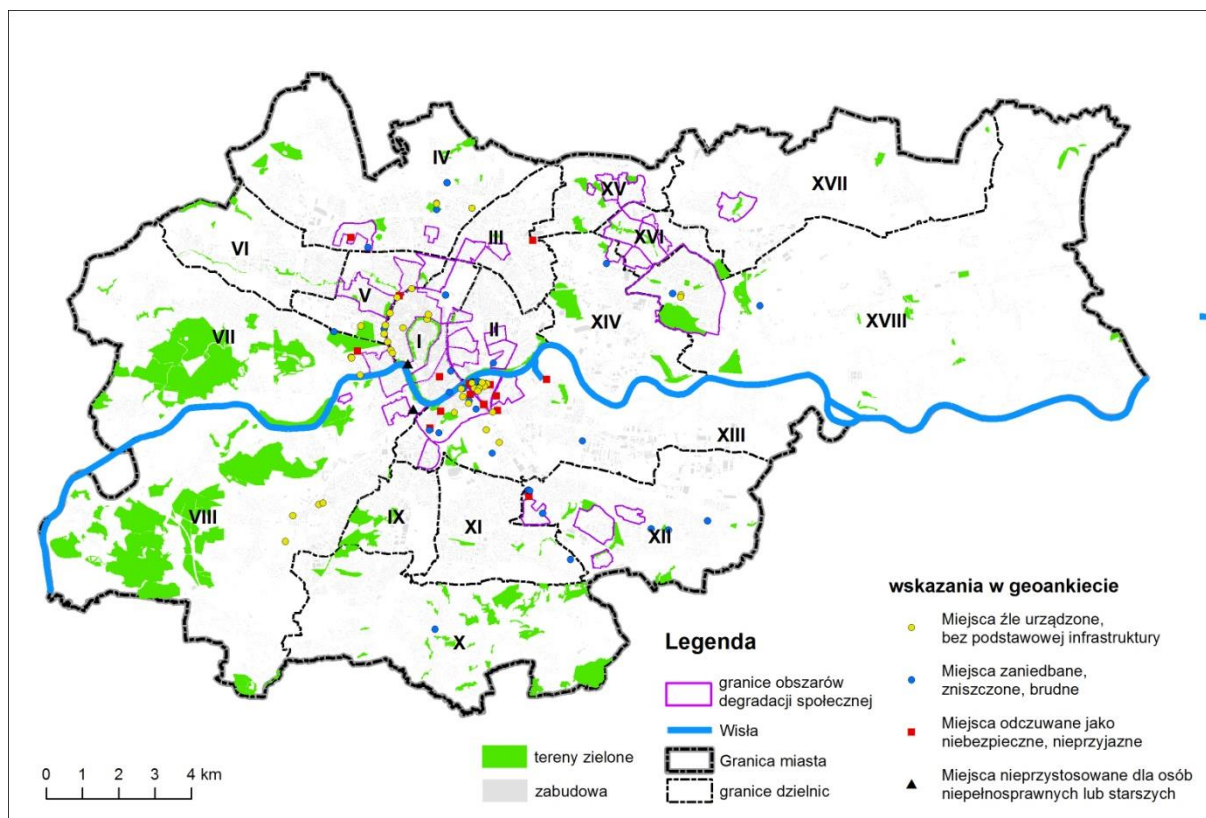 IV
XV
XVII
VI
III
XVI
V
VII
I
II
XIV
XVIII
XIII
VIII
IX
XI
XII
X
wskazania w geoankiecie
Miejsca źle urządzone,
bez podstawowej infrastruktury
Miejsca zaniedbane,
zniszczone, brudne
Miejsca odczuwane jako
niebezpieczne, nieprzyjazne
Miejsca nieprzystosowane dla osób
niepełnosprawnych lub starszych
Legenda
granice obszarów
degradacji społecznej
Wisła
Granica miasta
granice dzielnic
tereny zielone
zabudowa
0 1 2 3 4 km